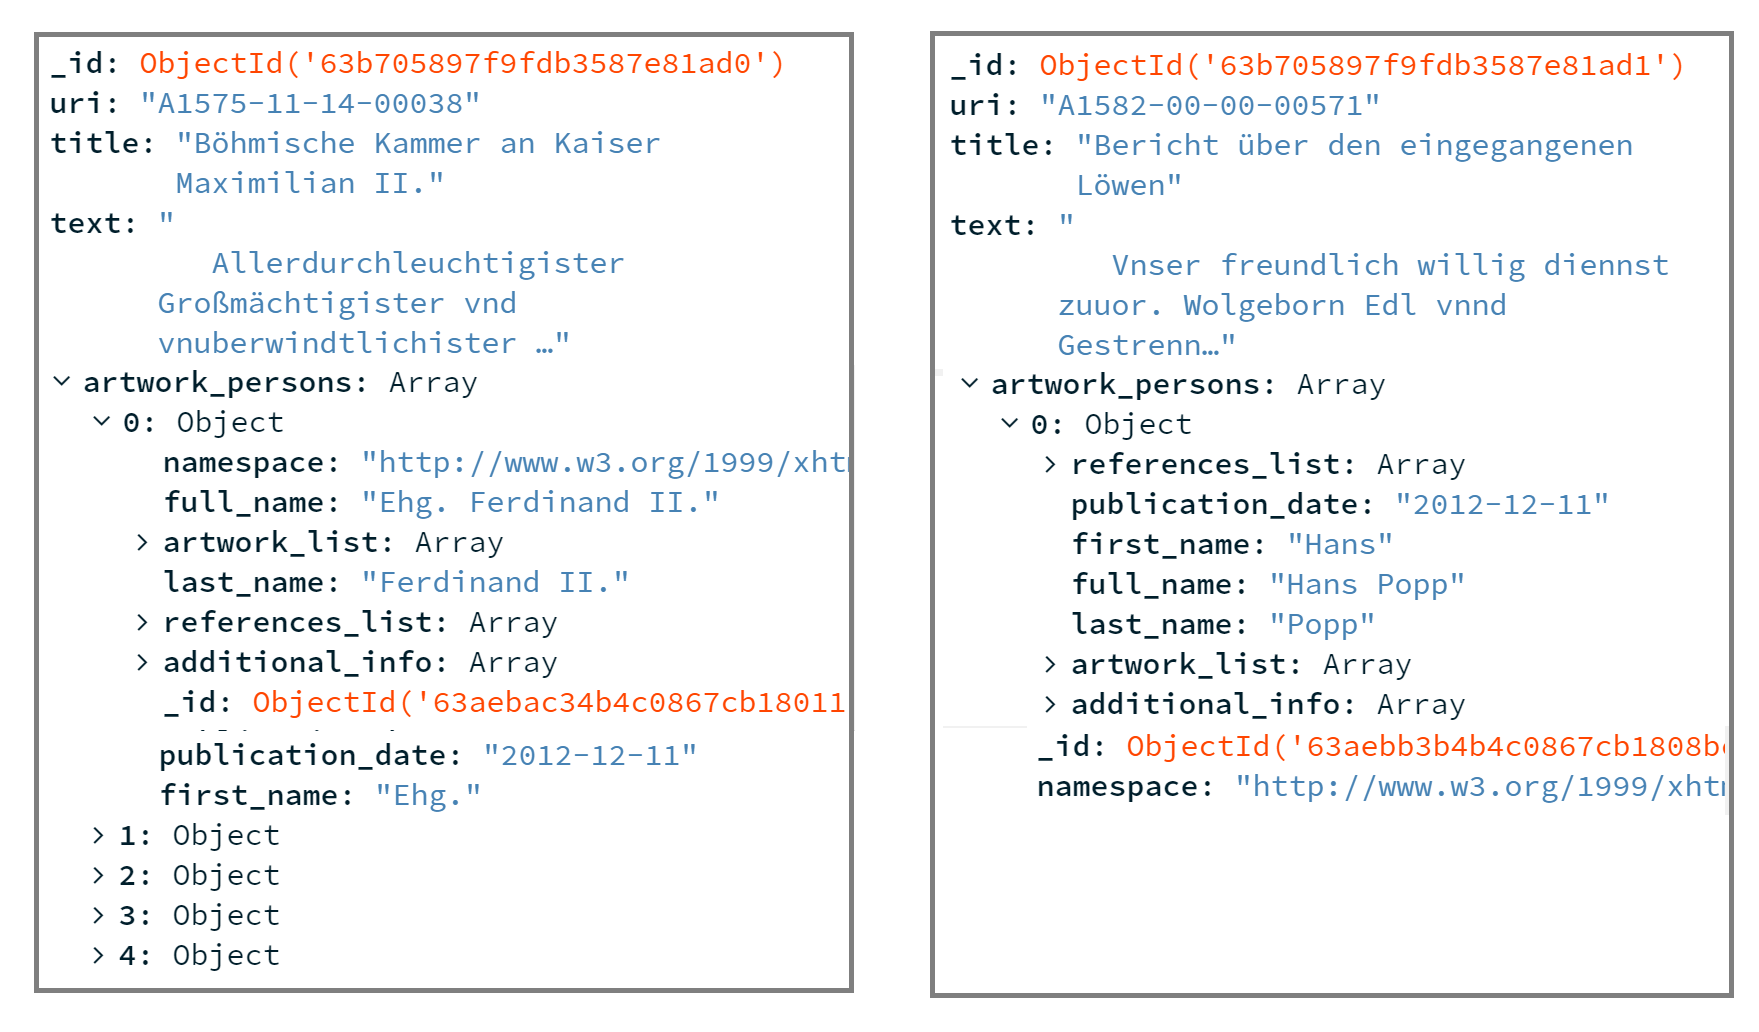 _id: ObjectId('63b705897f9fdb3587e81ad0')
uri: "A1575-11-14-00038"
title: "Böhmische Kammer an Kaiser
Maximilian II."
text: "
Allerdurchleuchtigister
Großmächtigister vnd
vnuberwindtlichister …"
artwork_persons: Array
0: Object
namespace: "http://www.w3.org/1999/xht
full_name: "Ehg. Ferdinand II."
artwork_list: Array
last_name: "Ferdinand II."
references_list: Array
additional_info: Array
_id: ObjectId('63aebac34b4c0867cb18011
publication_date: "2012-12-11"
first_name: "Ehg."
1: Object
2: Object
3: Object
4: Object
_id: ObjectId('63b705897f9fdb3587e81ad1')
uri: "A1582-00-00-00571"
title: "Bericht über den eingegangenen
Löwen"
text: "
Vnser freundlich willig diennst
zuuor. Wolgeborn Edl vnnd
Gestrenn…"
artwork_persons: Array
0: Object
references_list: Array
publication_date: "2012-12-11"
first_name: "Hans"
full_name: "Hans Popp"
last_name: "Popp"
artwork_list: Array
additional_info: Array
_id: ObjectId('63aebb3b4b4c0867cb1808b
namespace: "http://www.w3.org/1999/xht